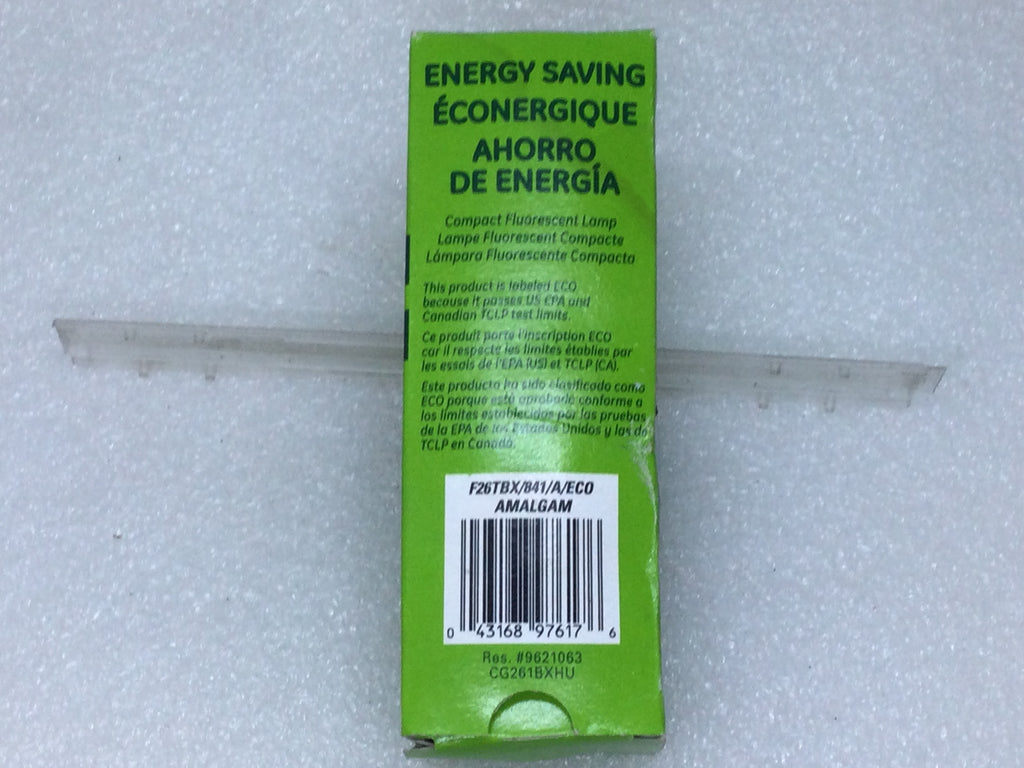 ENERGY SAVING
ÉCONERGIQUE
AHORRO
DE ENERGÍA
Compact Fluorescent Lamp
Lampe Fluorescent Compacte
Lámpara Fluorescente Compacta
This product is labeled ECO
because it passes US EPA and
Canadian TCLP test limits.
Ce produit porte l'inscription ECO
car il respecte les limites établies par
les essais de l'EPA (US) et TCLP (CA).
Este producto ha sido clasificado como
ECO porque está aprobado conforme a
los límites establecidos por las pruebas
de la EPA de los Estados Unidos y las de
TCLP en Canadá.
F26TBX/841/A/ECO
AMALGAM
0 43168 97617 6
Res. #9621063
CG261BXHU